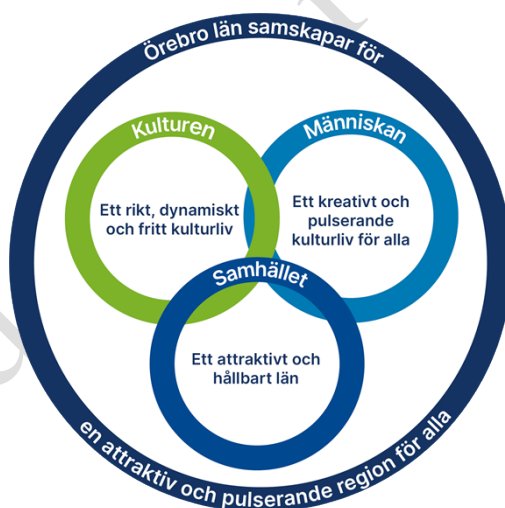 Örebro län samskapar för
Kulturen
Ett rikt, dynamiskt
och fritt kulturliv
Människan
Ett kreativt och
pulserande
kulturliv för alla
Samhället
Ett attraktivt och
hållbart län
en attraktiv och pulserande region för alla